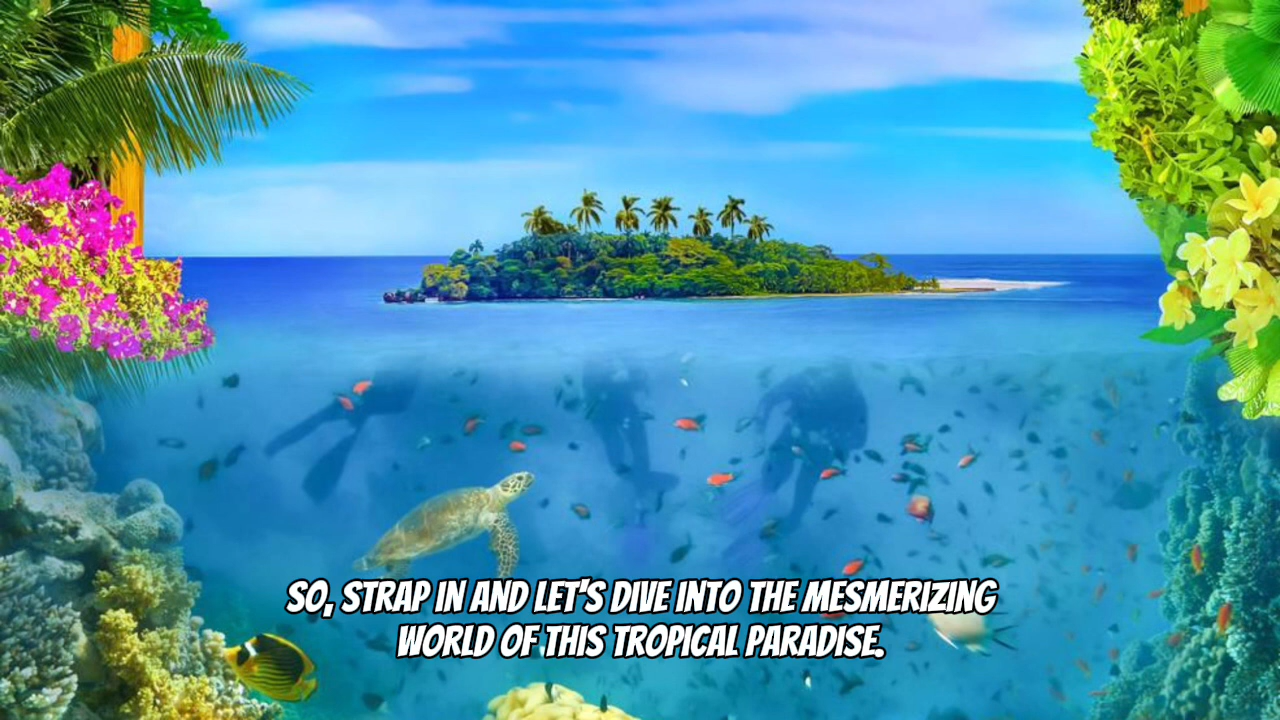 SO, STRAP IN AND LET'S DIVE INTO THE MESMERIZING
WORLD OF THIS TROPICAL PARADISE.